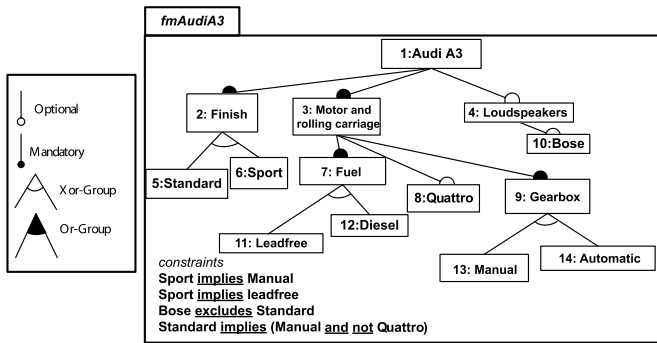 fmAudiA3
1:Audi A3
2: Finish
3: Motor and
rolling carriage
4: Loudspeakers
10:Bose
5:Standard
6:Sport
7: Fuel
8:Quattro
9: Gearbox
11: Leadfree
12:Diesel
13: Manual
14: Automatic
Optional
Mandatory
Xor-Group
Or-Group
constraints
Sport implies Manual
Sport implies leadfree
Bose excludes Standard
Standard implies (Manual and not Quattro)